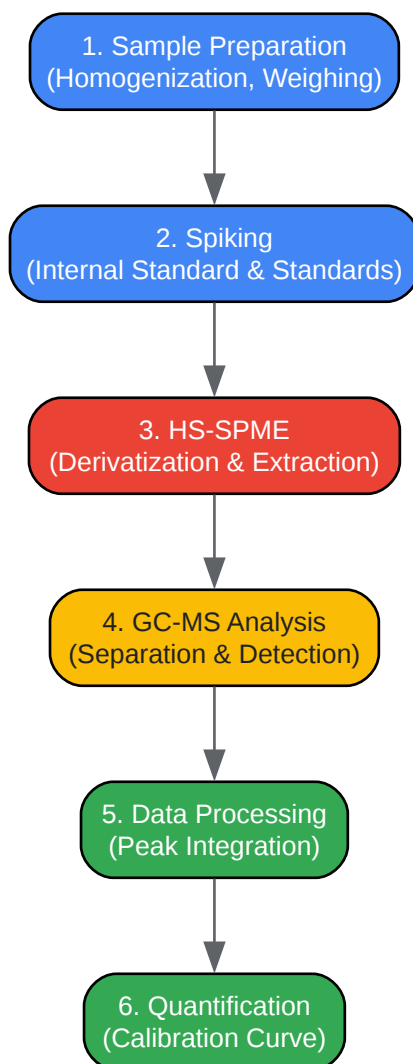 1. Sample Preparation
(Homogenization, Weighing)
2. Spiking
(Internal Standard & Standards)
3. HS-SPME
(Derivatization & Extraction)
4. GC-MS Analysis
(Separation & Detection)
5. Data Processing
(Peak Integration)
6. Quantification
(Calibration Curve)